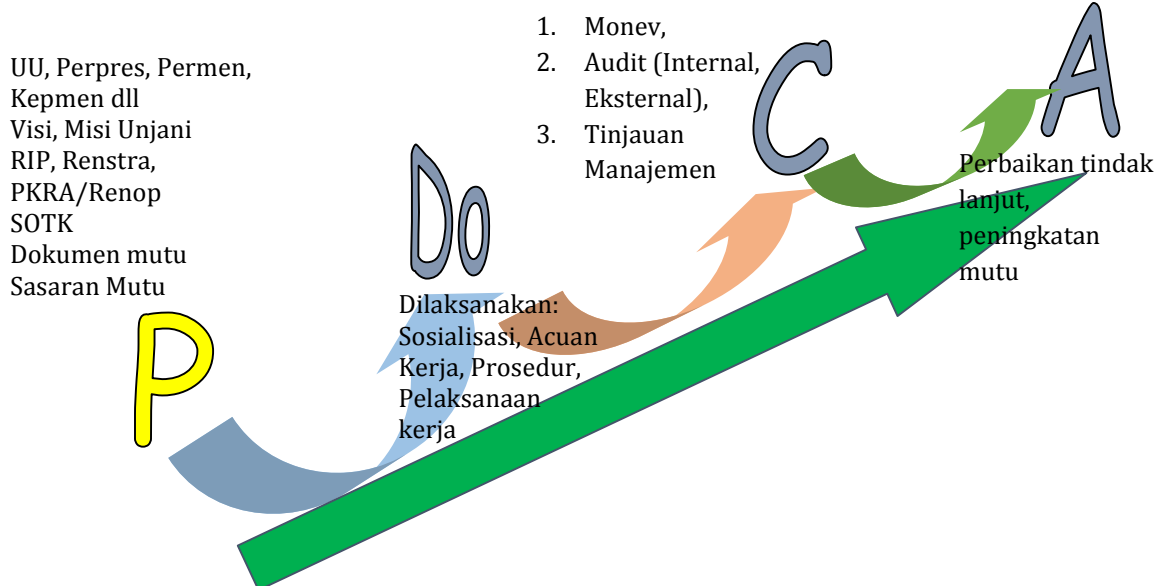 UU, Perpres, Permen,
Kepmen dll
Visi, Misi Unjani
RIP, Renstra,
PKRA/Renop
SOTK
Dokumen mutu
Sasaran Mutu
P
Do
Dilaksanakan:
Sosialisasi, Acuan
Kerja, Prosedur,
Pelaksanaan
kerja
1. Monev,
2. Audit (Internal,
Eksternal),
3. Tinjauan
Manajemen
C
A
Perbaikan tindak
lanjut,
peningkatan
mutu